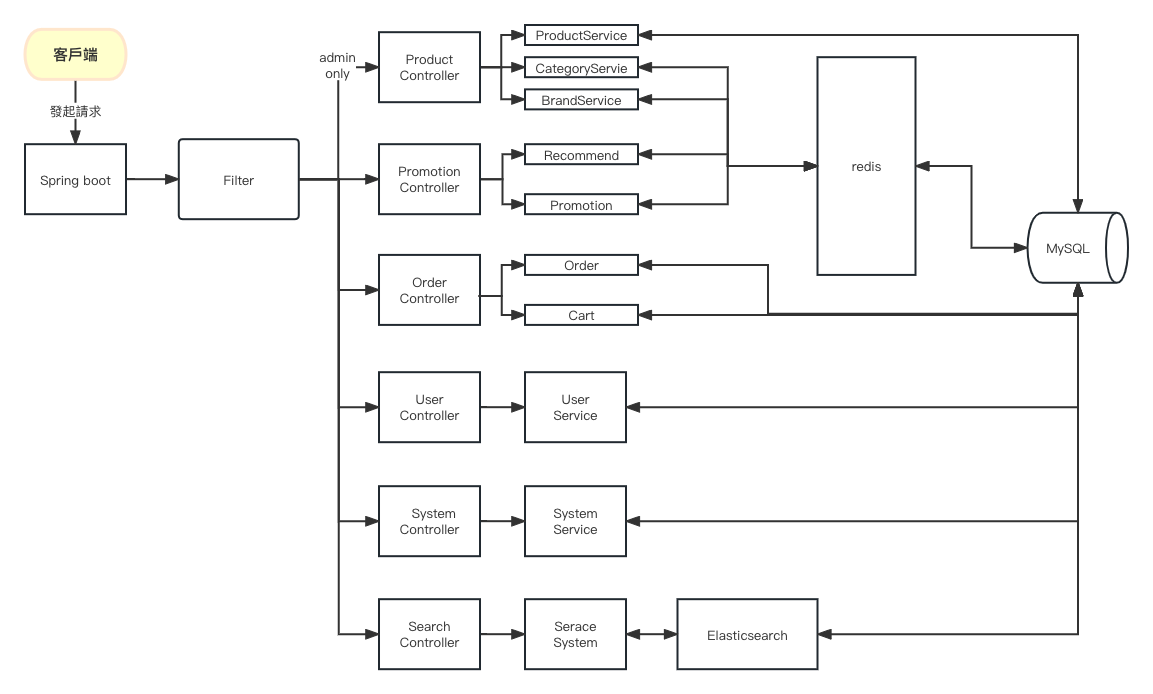 客戶端
發起請求
Spring boot
Filter
admin
only
Product
Controller
ProductService
CategoryServie
BrandService
Promotion
Controller
Recommend
Promotion
redis
MySQL
Order
Controller
Order
Cart
User
Controller
User
Service
System
Controller
System
Service
Search
Controller
Serace
System
Elasticsearch